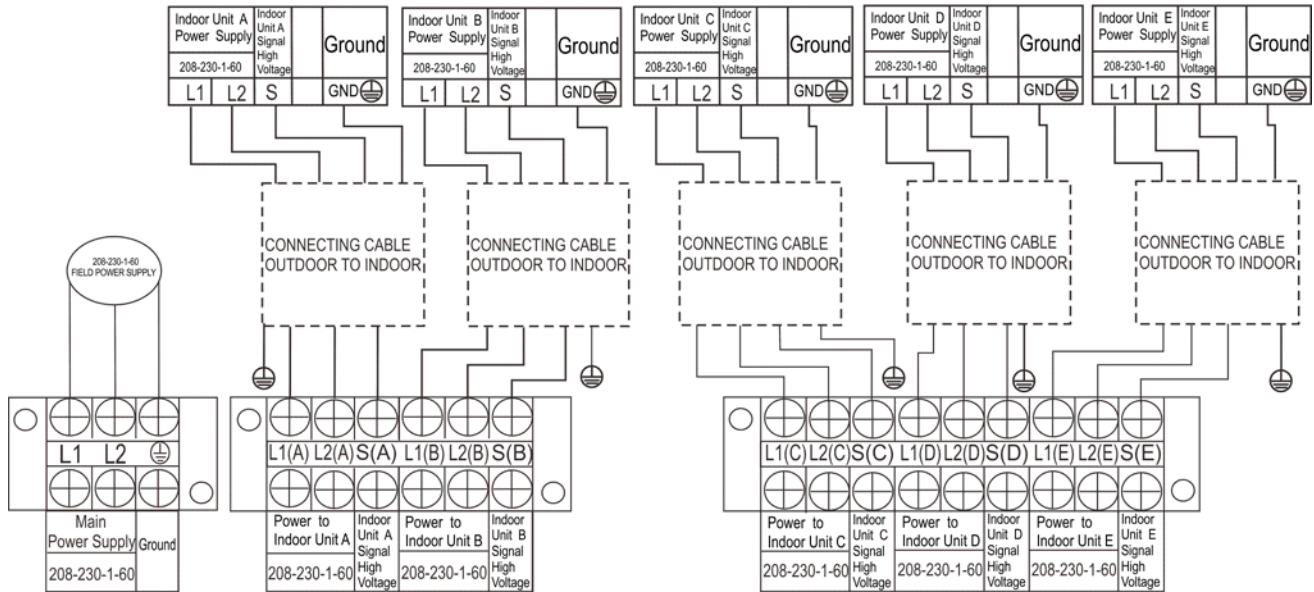 Indoor Unit A
Power Supply
208-230-1-60
Indoor
Unit A
Signal
High
Voltage
Ground
L1 L2 S GND
Indoor Unit B
Power Supply
208-230-1-60
Indoor
Unit B
Signal
High
Voltage
Ground
L1 L2 S GND
Indoor Unit C
Power Supply
208-230-1-60
Indoor
Unit C
Signal
High
Voltage
Ground
L1 L2 S GND
Indoor Unit D
Power Supply
208-230-1-60
Indoor
Unit D
Signal
High
Voltage
Ground
L1 L2 S GND
Indoor Unit E
Power Supply
208-230-1-60
Indoor
Unit E
Signal
High
Voltage
Ground
L1 L2 S GND
CONNECTING CABLE
OUTDOOR TO INDOOR
CONNECTING CABLE
OUTDOOR TO INDOOR
CONNECTING CABLE
OUTDOOR TO INDOOR
CONNECTING CABLE
OUTDOOR TO INDOOR
CONNECTING CABLE
OUTDOOR TO INDOOR
208-230-1-60
FIELD POWER SUPPLY
L1 L2
Main
Power Supply
208-230-1-60
Ground
L1(A) L2(A) S(A) L1(B) L2(B) S(B)
Power to
Indoor Unit A
208-230-1-60
Indoor
Unit A
Signal
High
Voltage
Power to
Indoor Unit B
208-230-1-60
Indoor
Unit B
Signal
High
Voltage
L1(C) L2(C) S(C) L1(D) L2(D) S(D) L1(E) L2(E) S(E)
Power to
Indoor Unit C
208-230-1-60
Indoor
Unit C
Signal
High
Voltage
Power to
Indoor Unit D
208-230-1-60
Indoor
Unit D
Signal
High
Voltage
Power to
Indoor Unit E
208-230-1-60
Indoor
Unit E
Signal
High
Voltage